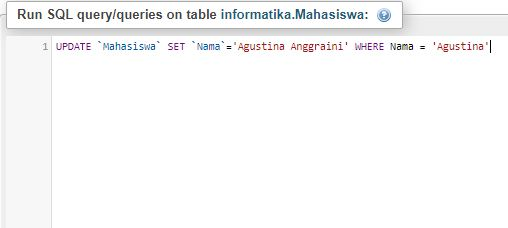 Run SQL query/queries on table informatika.Mahasiswa:
1 UPDATE `Mahasiswa` SET `Nama`='Agustina Anggraini' WHERE Nama = 'Agustina'